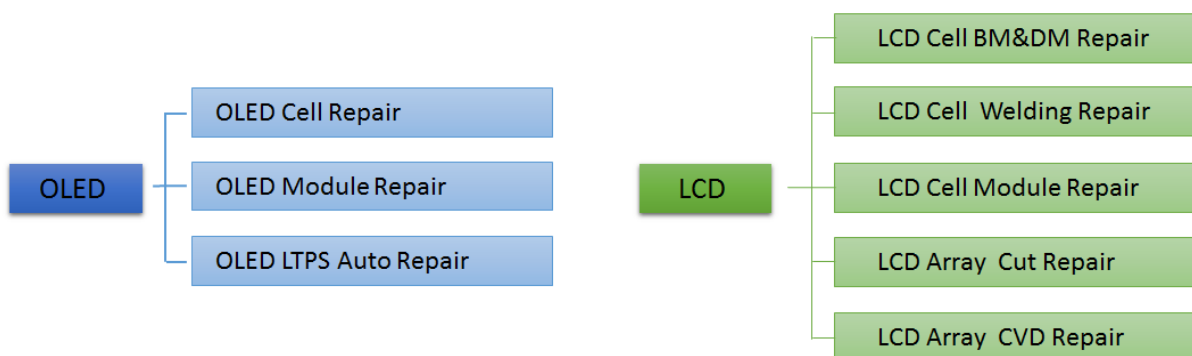 OLED
OLED Cell Repair
OLED Module Repair
OLED LTPS Auto Repair
LCD
LCD Cell BM&DM Repair
LCD Cell  Welding Repair
LCD Cell Module Repair
LCD Array  Cut Repair
LCD Array  CVD Repair